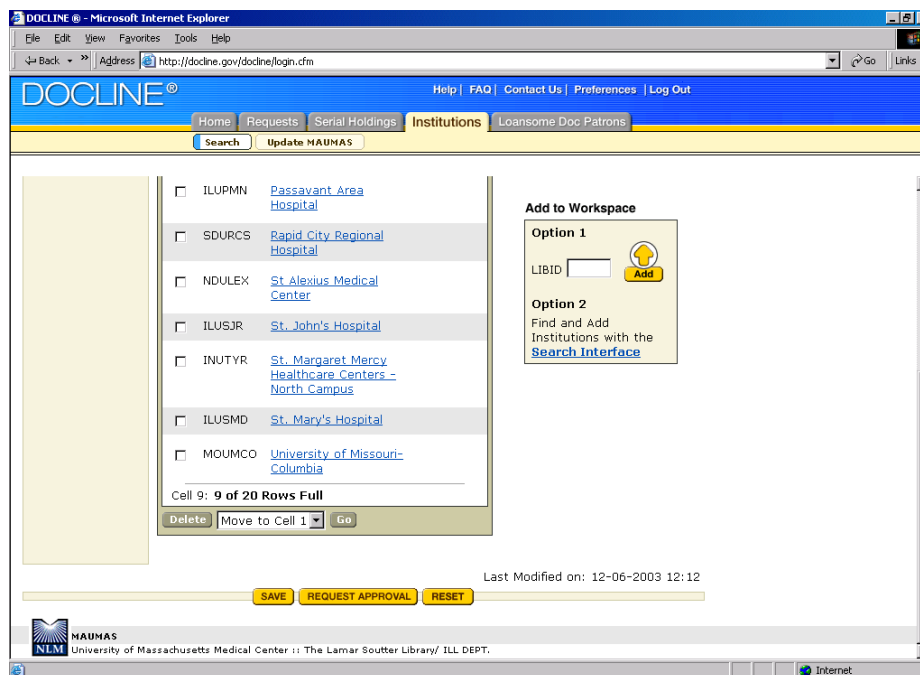 DOCLINE ® - Microsoft Internet Explorer
File Edit View Favorites Tools Help
Back » Address http://docline.gov/docline/login.cfm Go Links
DOCLINE®
Help | FAQ | Contact Us | Preferences | Log Out
Home Requests Serial Holdings Institutions Loansome Doc Patrons
Search Update MAUMAS
ILUPMN Passavant Area
Hospital
SDURCS Rapid City Regional
Hospital
NDULEX St Alexius Medical
Center
ILUSJR St. John's Hospital
INUTYR St. Margaret Mercy
Healthcare Centers -
North Campus
ILUSMD St. Mary's Hospital
MOUMCO University of Missouri-
Columbia
Cell 9: 9 of 20 Rows Full
Delete Move to Cell 1 Go
Add to Workspace
Option 1
LIBID Add
Option 2
Find and Add
Institutions with the
Search Interface
Last Modified on: 12-06-2003 12:12
SAVE REQUEST APPROVAL RESET
NLM MAUMAS
University of Massachusetts Medical Center :: The Lamar Soutter Library/ ILL DEPT.
Internet